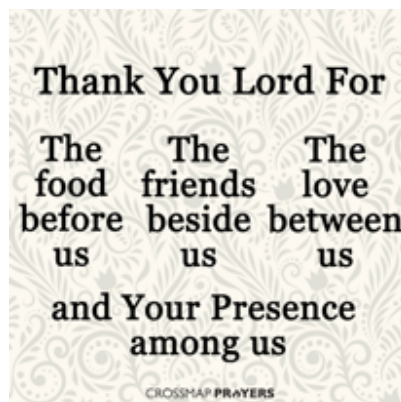 Thank You Lord For
The food before us
The friends beside us
The love between us
and Your Presence
among us
CROSSMAP PRAYERS